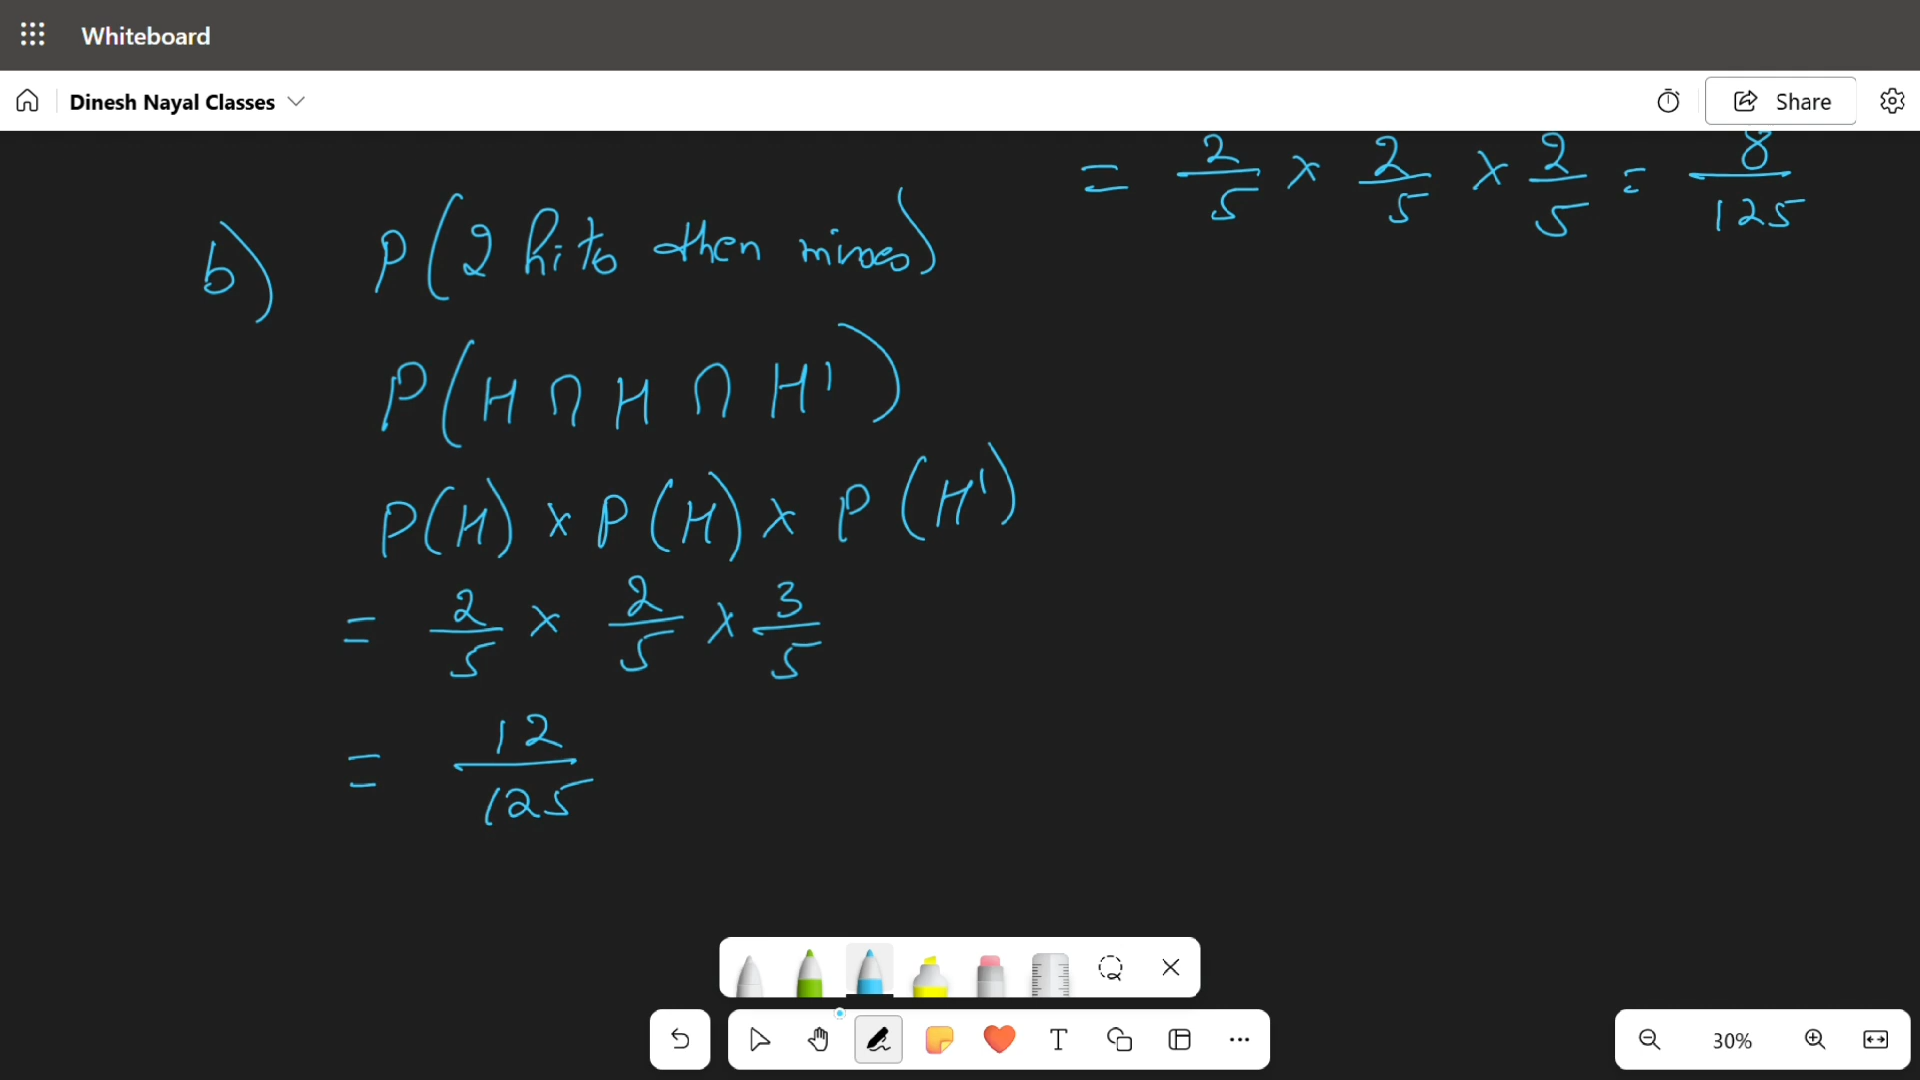 Whiteboard
Dinesh Nayal Classes
Share
= 2/5 × 2/5 × 2/5 = 8/125
b) P(2 hits then misses)
P(H ∩ H ∩ H')
P(H) × P(H) × P(H')
= 2/5 × 2/5 × 3/5
= 12/125
30%